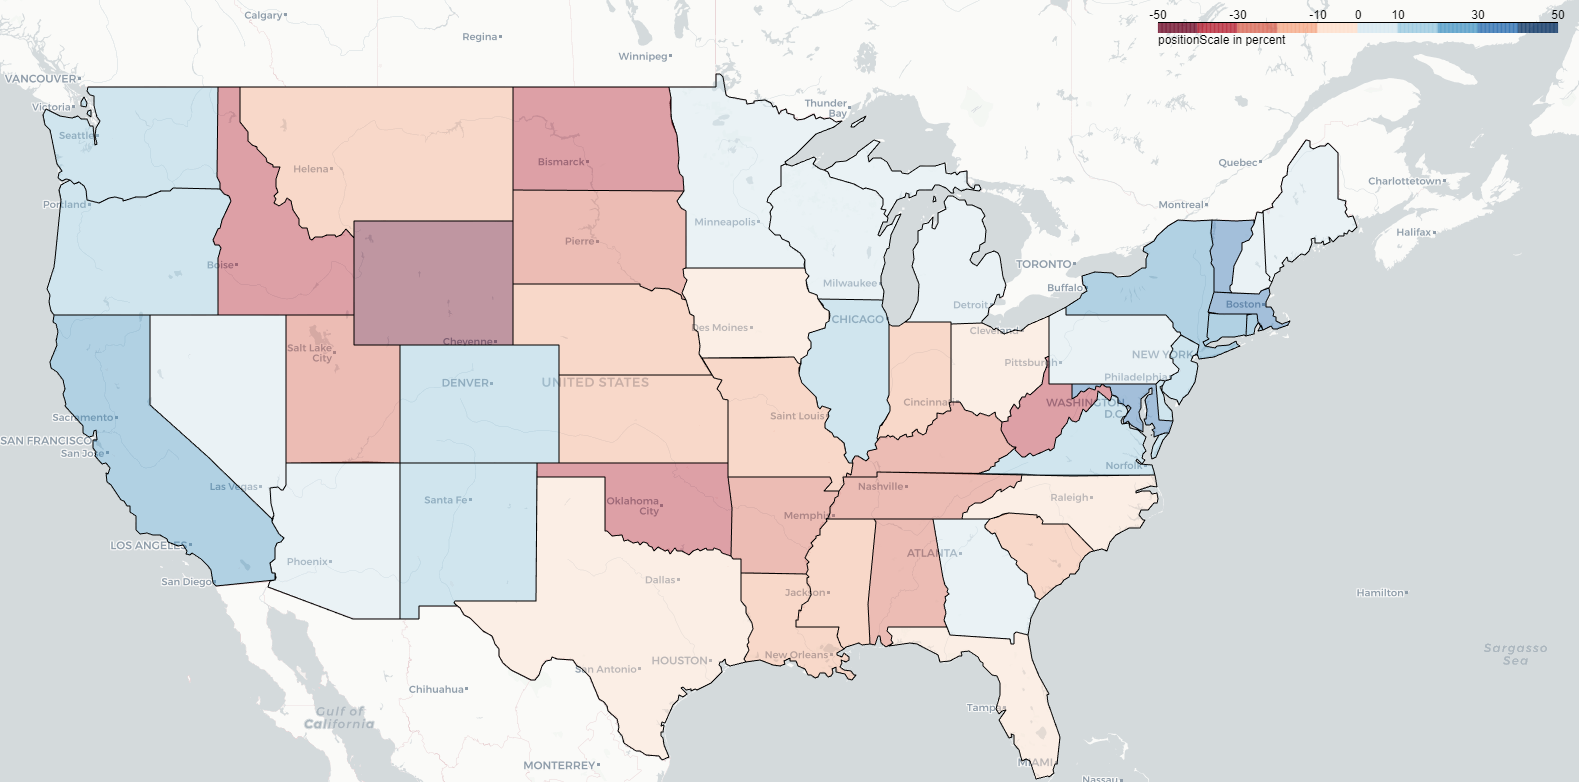 -50 -30 -10 0 10 30 50
positionScale in percent
Calgary
Regina
Winnipeg
VANCOUVER
Victoria
Seattle
Thunder
Bay
Quebec
Charlottetown
Helena
Bismarck
Portland
Montreal
Halifax
Minneapolis
Pierre
Boise
TORONTO
Buffalo
Milwaukee
Detroit
Boston
CHICAGO
Des Moines
Cleveland
Cheyenne
Salt Lake
City
NEW YORK
Pittsburgh
Philadelphia
DENVER
UNITED STATES
Cincinnati
WASHINGTON
D.C.
Sacramento
Saint Louis
SAN FRANCISCO
San Jose
Norfolk
Las Vegas
Nashville
Santa Fe
Oklahoma
City
Raleigh
Memphis
LOS ANGELES
ATLANTA
Phoenix
San Diego
Dallas
Jackson
Hamilton
New Orleans
HOUSTON
San Antonio
Sargasso
Sea
Chihuahua
Gulf of
California
Tampa
MIAMI
MONTERREY
Nassau